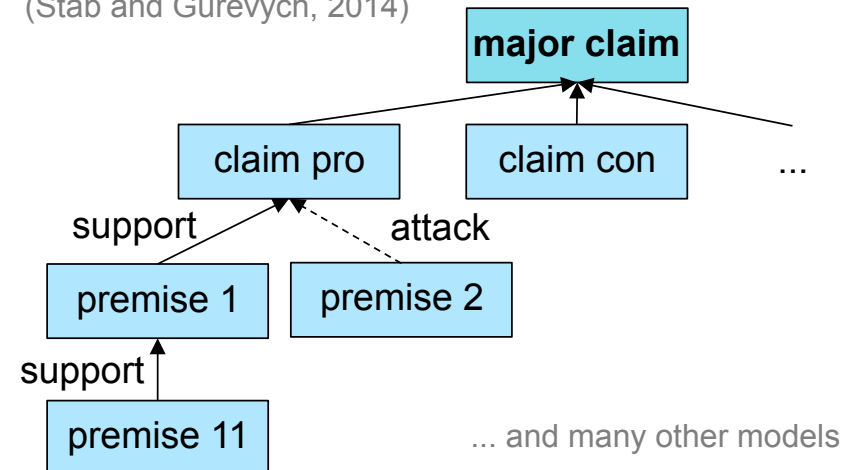 (Stab and Gurevych, 2014)
major claim
claim pro
claim con
...
support
attack
premise 1
premise 2
support
premise 11
... and many other models